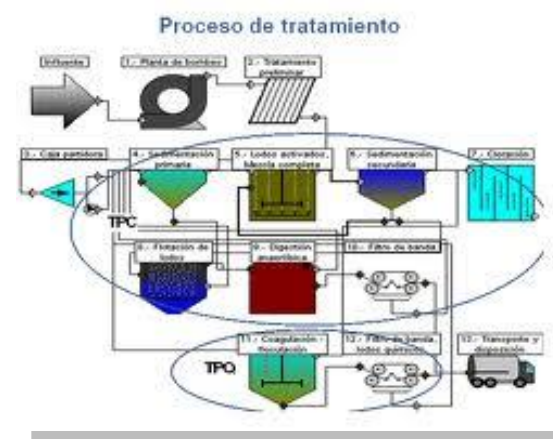 Proceso de tratamiento
Influente
1.- Planta de bombeo
2.- Tratamiento
preliminar
3.- Caja partidora
4.- Sedimentación
primaria
5.- Lodos activados.
Mezcla completa
6.- Sedimentación
secundaria
7.- Cloración
TPC
8.- Flotación de
lodos
9.- Digestión
anaeróbica
10.- Filtro de banda
11.- Coagulación -
floculación
12.- Filtro de banda,
lodos químicos
13.- Transporte y
disposición
TPQ